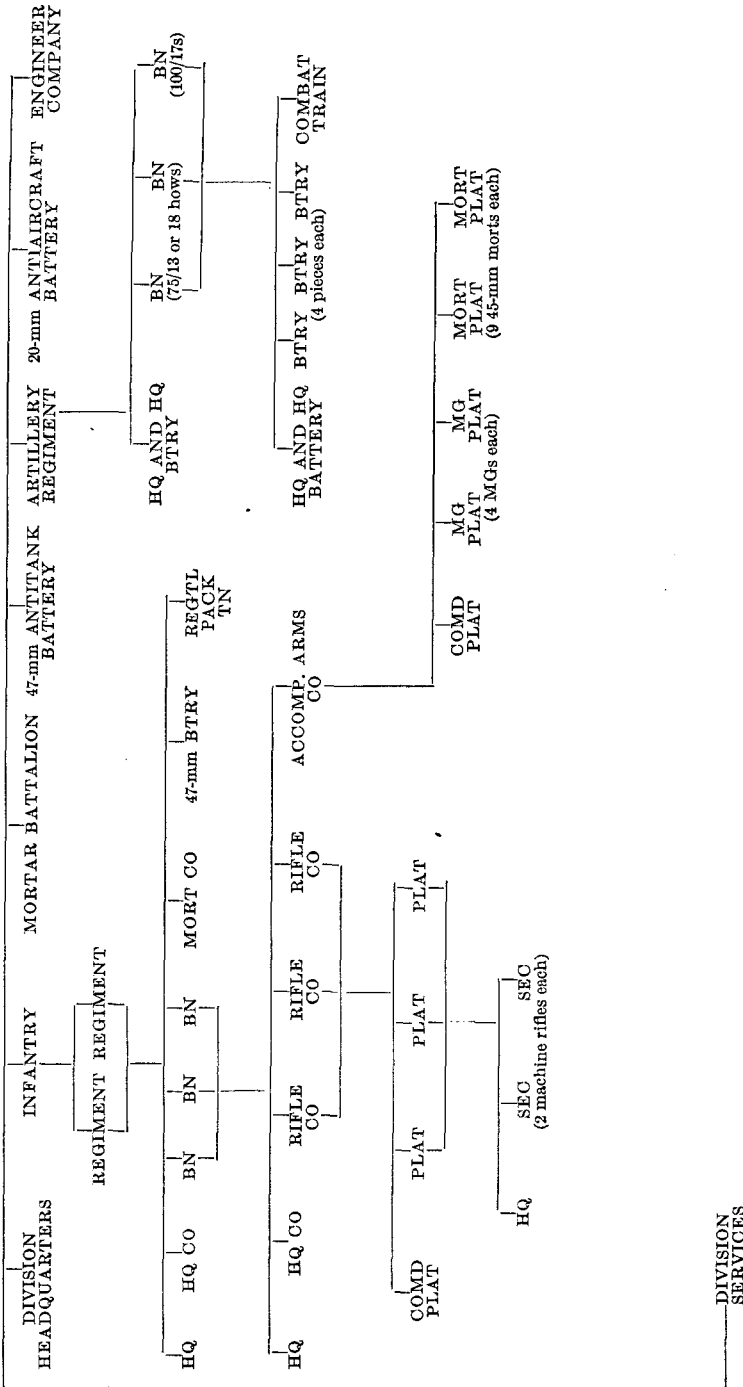 DIVISION
HEADQUARTERS
INFANTRY
MORTAR BATTALION
47-mm ANTITANK
BATTERY
ARTILLERY
REGIMENT
20-mm ANTIAIRCRAFT
BATTERY
ENGINEER
COMPANY
REGIMENT REGIMENT
HQ AND HQ
BTRY
BN
BN
(75/13 or 18 hows)
BN
(100/17s)
HQ
HQ CO
BN
BN
BN
MORT CO
47-mm BTRY
REGTL
PACK
TN
HQ AND HQ
BATTERY
BTRY BTRY BTRY
(4 pieces each)
COMBAT
TRAIN
HQ
HQ CO
RIFLE
CO
RIFLE
CO
RIFLE
CO
ACCOMP. ARMS
CO
COMD
PLAT
PLAT
PLAT
PLAT
COMD
PLAT
MG
PLAT
MG
PLAT
(4 MGs each)
MORT
PLAT
MORT
PLAT
(9 45-mm morts each)
HQ
SEC
SEC
(2 machine rifles each)
DIVISION
SERVICES